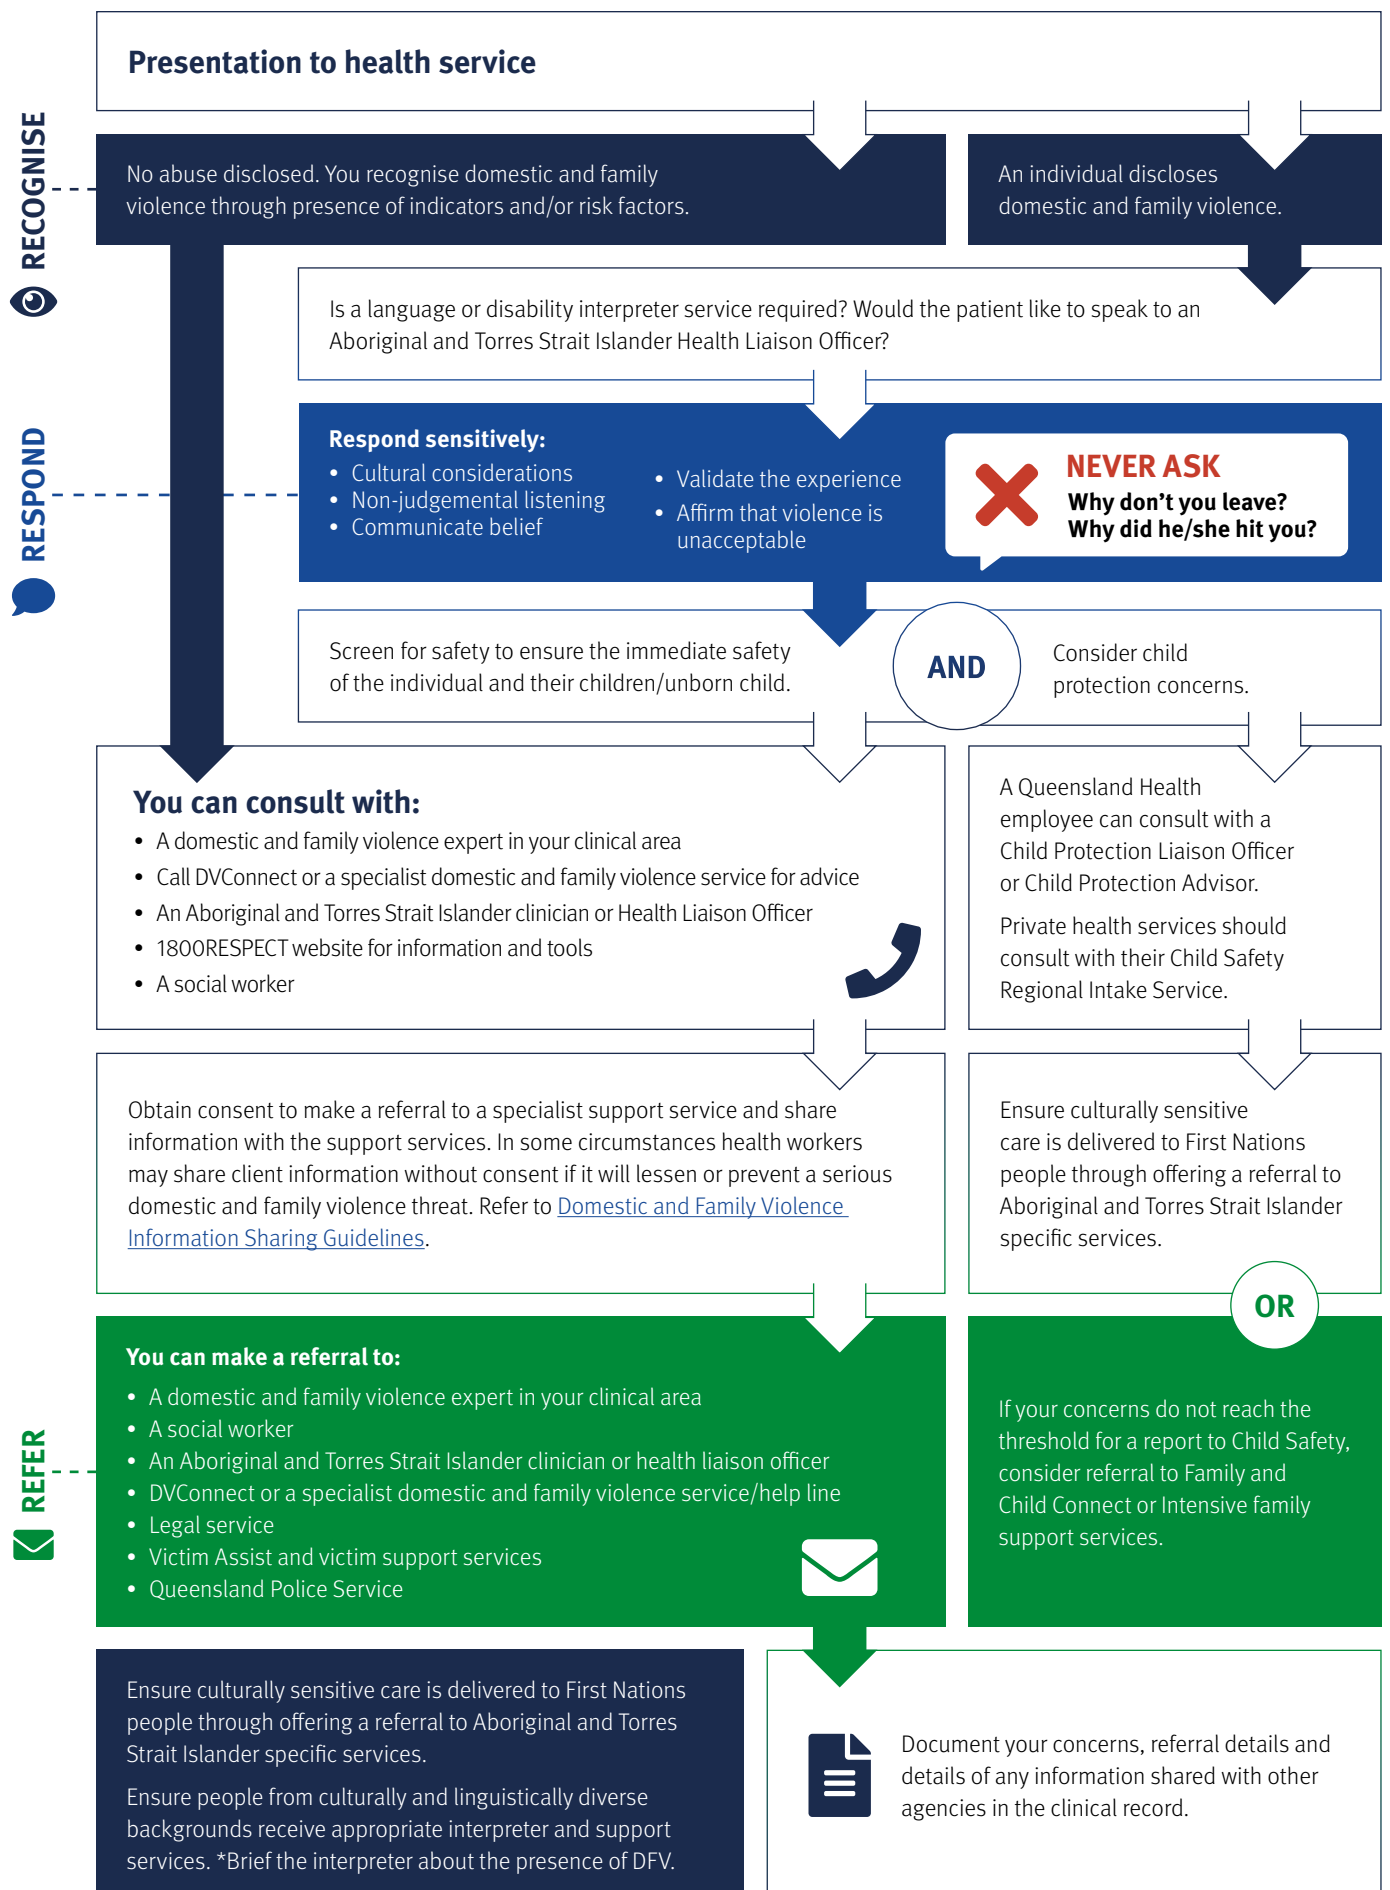 Presentation to health service
RECOGNISE
No abuse disclosed. You recognise domestic and family
violence through presence of indicators and/or risk factors.
An individual discloses
domestic and family violence.
Is a language or disability interpreter service required? Would the patient like to speak to an
Aboriginal and Torres Strait Islander Health Liaison Officer?
RESPOND
Respond sensitively:
• Cultural considerations
• Non-judgemental listening
• Communicate belief
• Validate the experience
• Affirm that violence is
unacceptable
NEVER ASK
Why don't you leave?
Why did he/she hit you?
Screen for safety to ensure the immediate safety
of the individual and their children/unborn child.
AND
Consider child
protection concerns.
You can consult with:
• A domestic and family violence expert in your clinical area
• Call DVConnect or a specialist domestic and family violence service for advice
• An Aboriginal and Torres Strait Islander clinician or Health Liaison Officer
• 1800RESPECT website for information and tools
• A social worker
A Queensland Health
employee can consult with a
Child Protection Liaison Officer
or Child Protection Advisor.
Private health services should
consult with their Child Safety
Regional Intake Service.
Obtain consent to make a referral to a specialist support service and share
information with the support services. In some circumstances health workers
may share client information without consent if it will lessen or prevent a serious
domestic and family violence threat. Refer to Domestic and Family Violence
Information Sharing Guidelines.
Ensure culturally sensitive
care is delivered to First Nations
people through offering a referral to
Aboriginal and Torres Strait Islander
specific services.
OR
REFER
You can make a referral to:
• A domestic and family violence expert in your clinical area
• A social worker
• An Aboriginal and Torres Strait Islander clinician or health liaison officer
• DVConnect or a specialist domestic and family violence service/help line
• Legal service
• Victim Assist and victim support services
• Queensland Police Service
If your concerns do not reach the
threshold for a report to Child Safety,
consider referral to Family and
Child Connect or Intensive family
support services.
Ensure culturally sensitive care is delivered to First Nations
people through offering a referral to Aboriginal and Torres
Strait Islander specific services.
Ensure people from culturally and linguistically diverse
backgrounds receive appropriate interpreter and support
services. *Brief the interpreter about the presence of DFV.
Document your concerns, referral details and
details of any information shared with other
agencies in the clinical record.